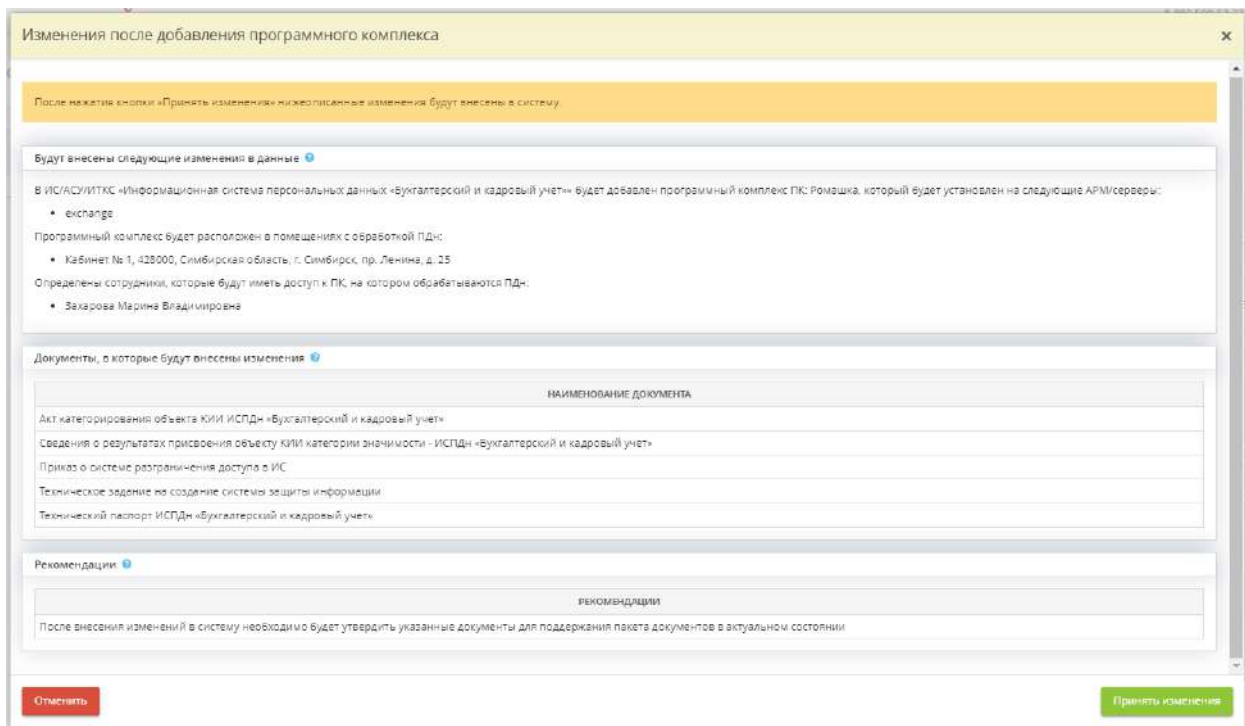 Изменения после добавления программного комплекса
x
После нажатия кнопки «Принять изменения» нижеописанные изменения будут внесены в систему.
Будут внесены следующие изменения в данные
В ИС/АСУ/ИТКС «Информационная система персональных данных «Бухгалтерский и кадровый учет»» будет добавлен программный комплекс ПК: Ромашка, который будет установлен на следующие АРМ/серверы:
• exchange
Программный комплекс будет расположен в помещениях с обработкой ПДн:
• Кабинет № 1, 428000, Симбирская область, г. Симбирск, пр. Ленина, д. 25
Определены сотрудники, которые будут иметь доступ к ПК, на котором обрабатываются ПДн:
• Захарова Марина Владимировна
Документы, в которые будут внесены изменения
НАИМЕНОВАНИЕ ДОКУМЕНТА
Акт категорирования объекта КИИ ИСПДн «Бухгалтерский и кадровый учет»
Сведения о результатах присвоения объекту КИИ категории значимости - ИСПДн «Бухгалтерский и кадровый учет»
Приказ о системе разграничения доступа в ИС
Техническое задание на создание системы защиты информации
Технический паспорт ИСПДн «Бухгалтерский и кадровый учет»
Рекомендации
РЕКОМЕНДАЦИИ
После внесения изменений в систему необходимо будет утвердить указанные документы для поддержания пакета документов в актуальном состоянии
Отменить
Принять изменения